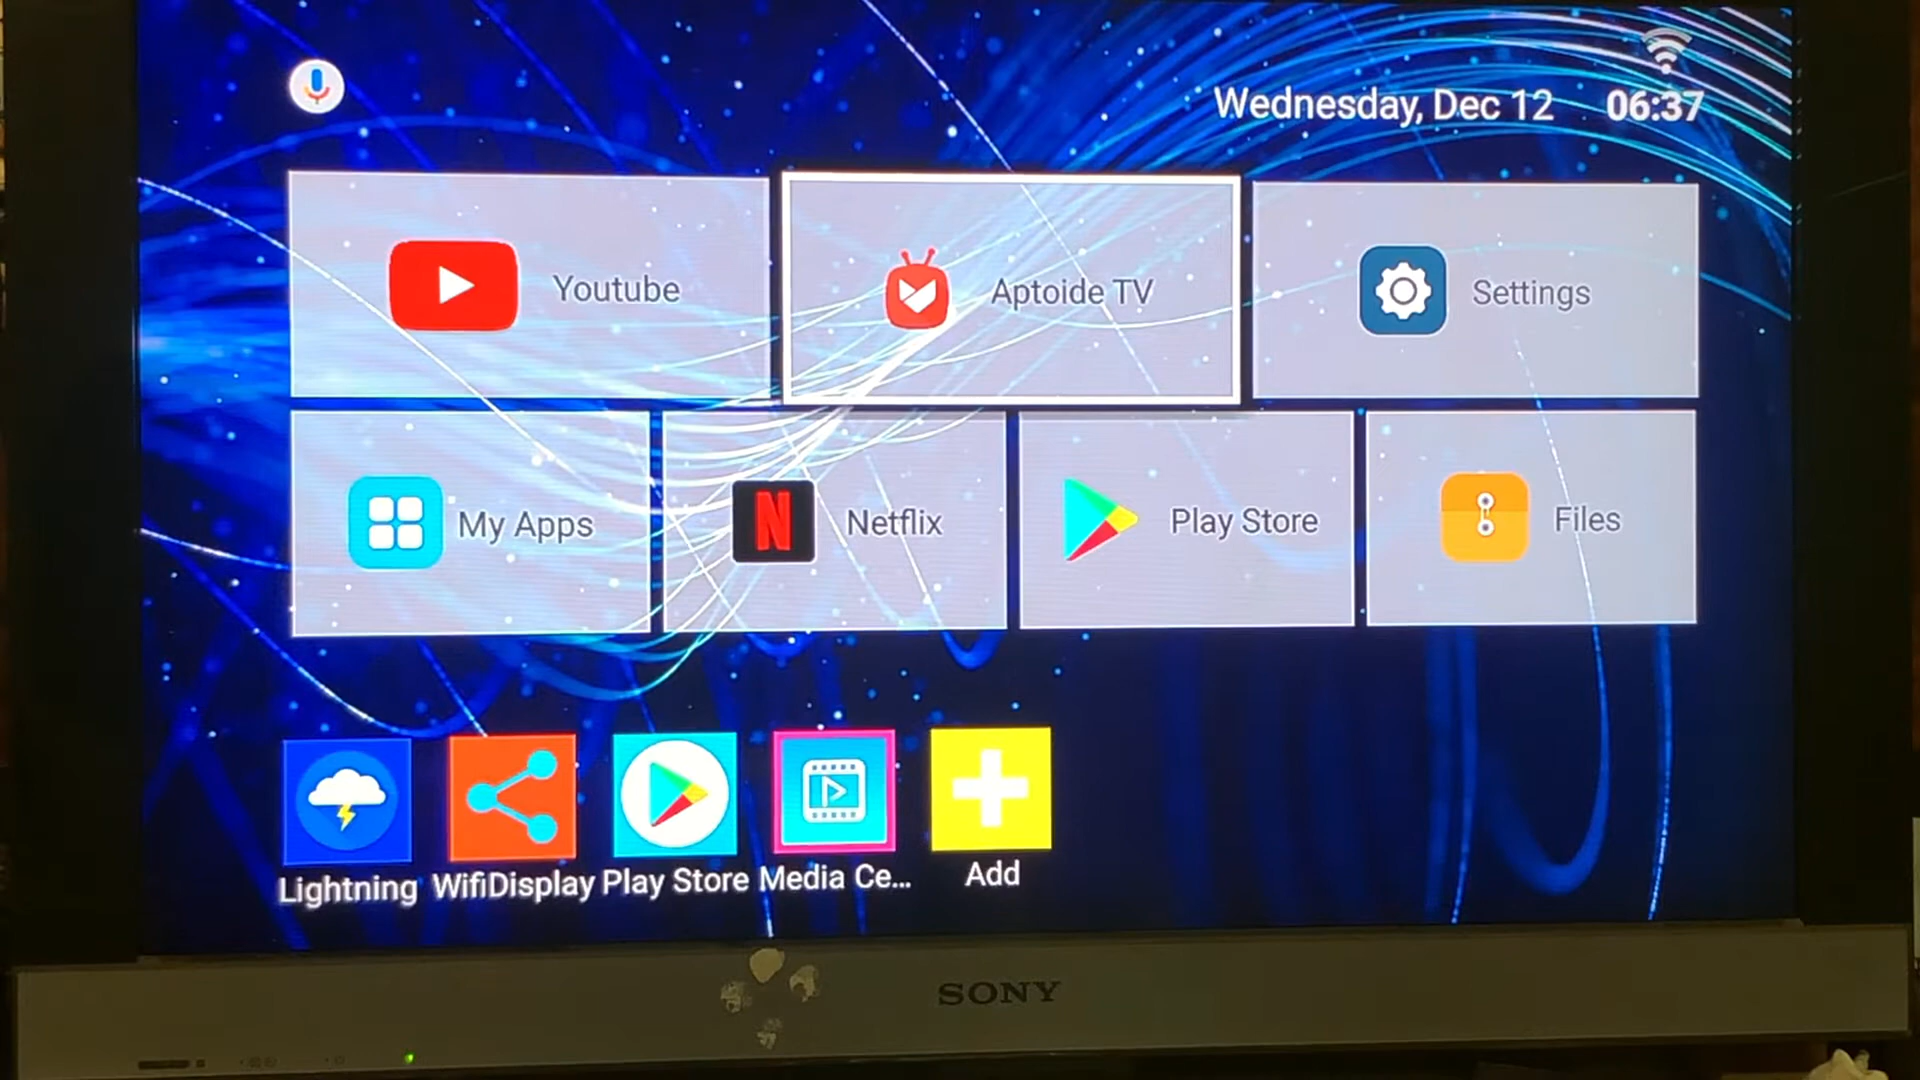 Wednesday, Dec 12 06:37
Youtube
Aptoide TV
Settings
My Apps
N
Netflix
Play Store
Files
Lightning
WifiDisplay
Play Store
Media Ce...
Add
SONY